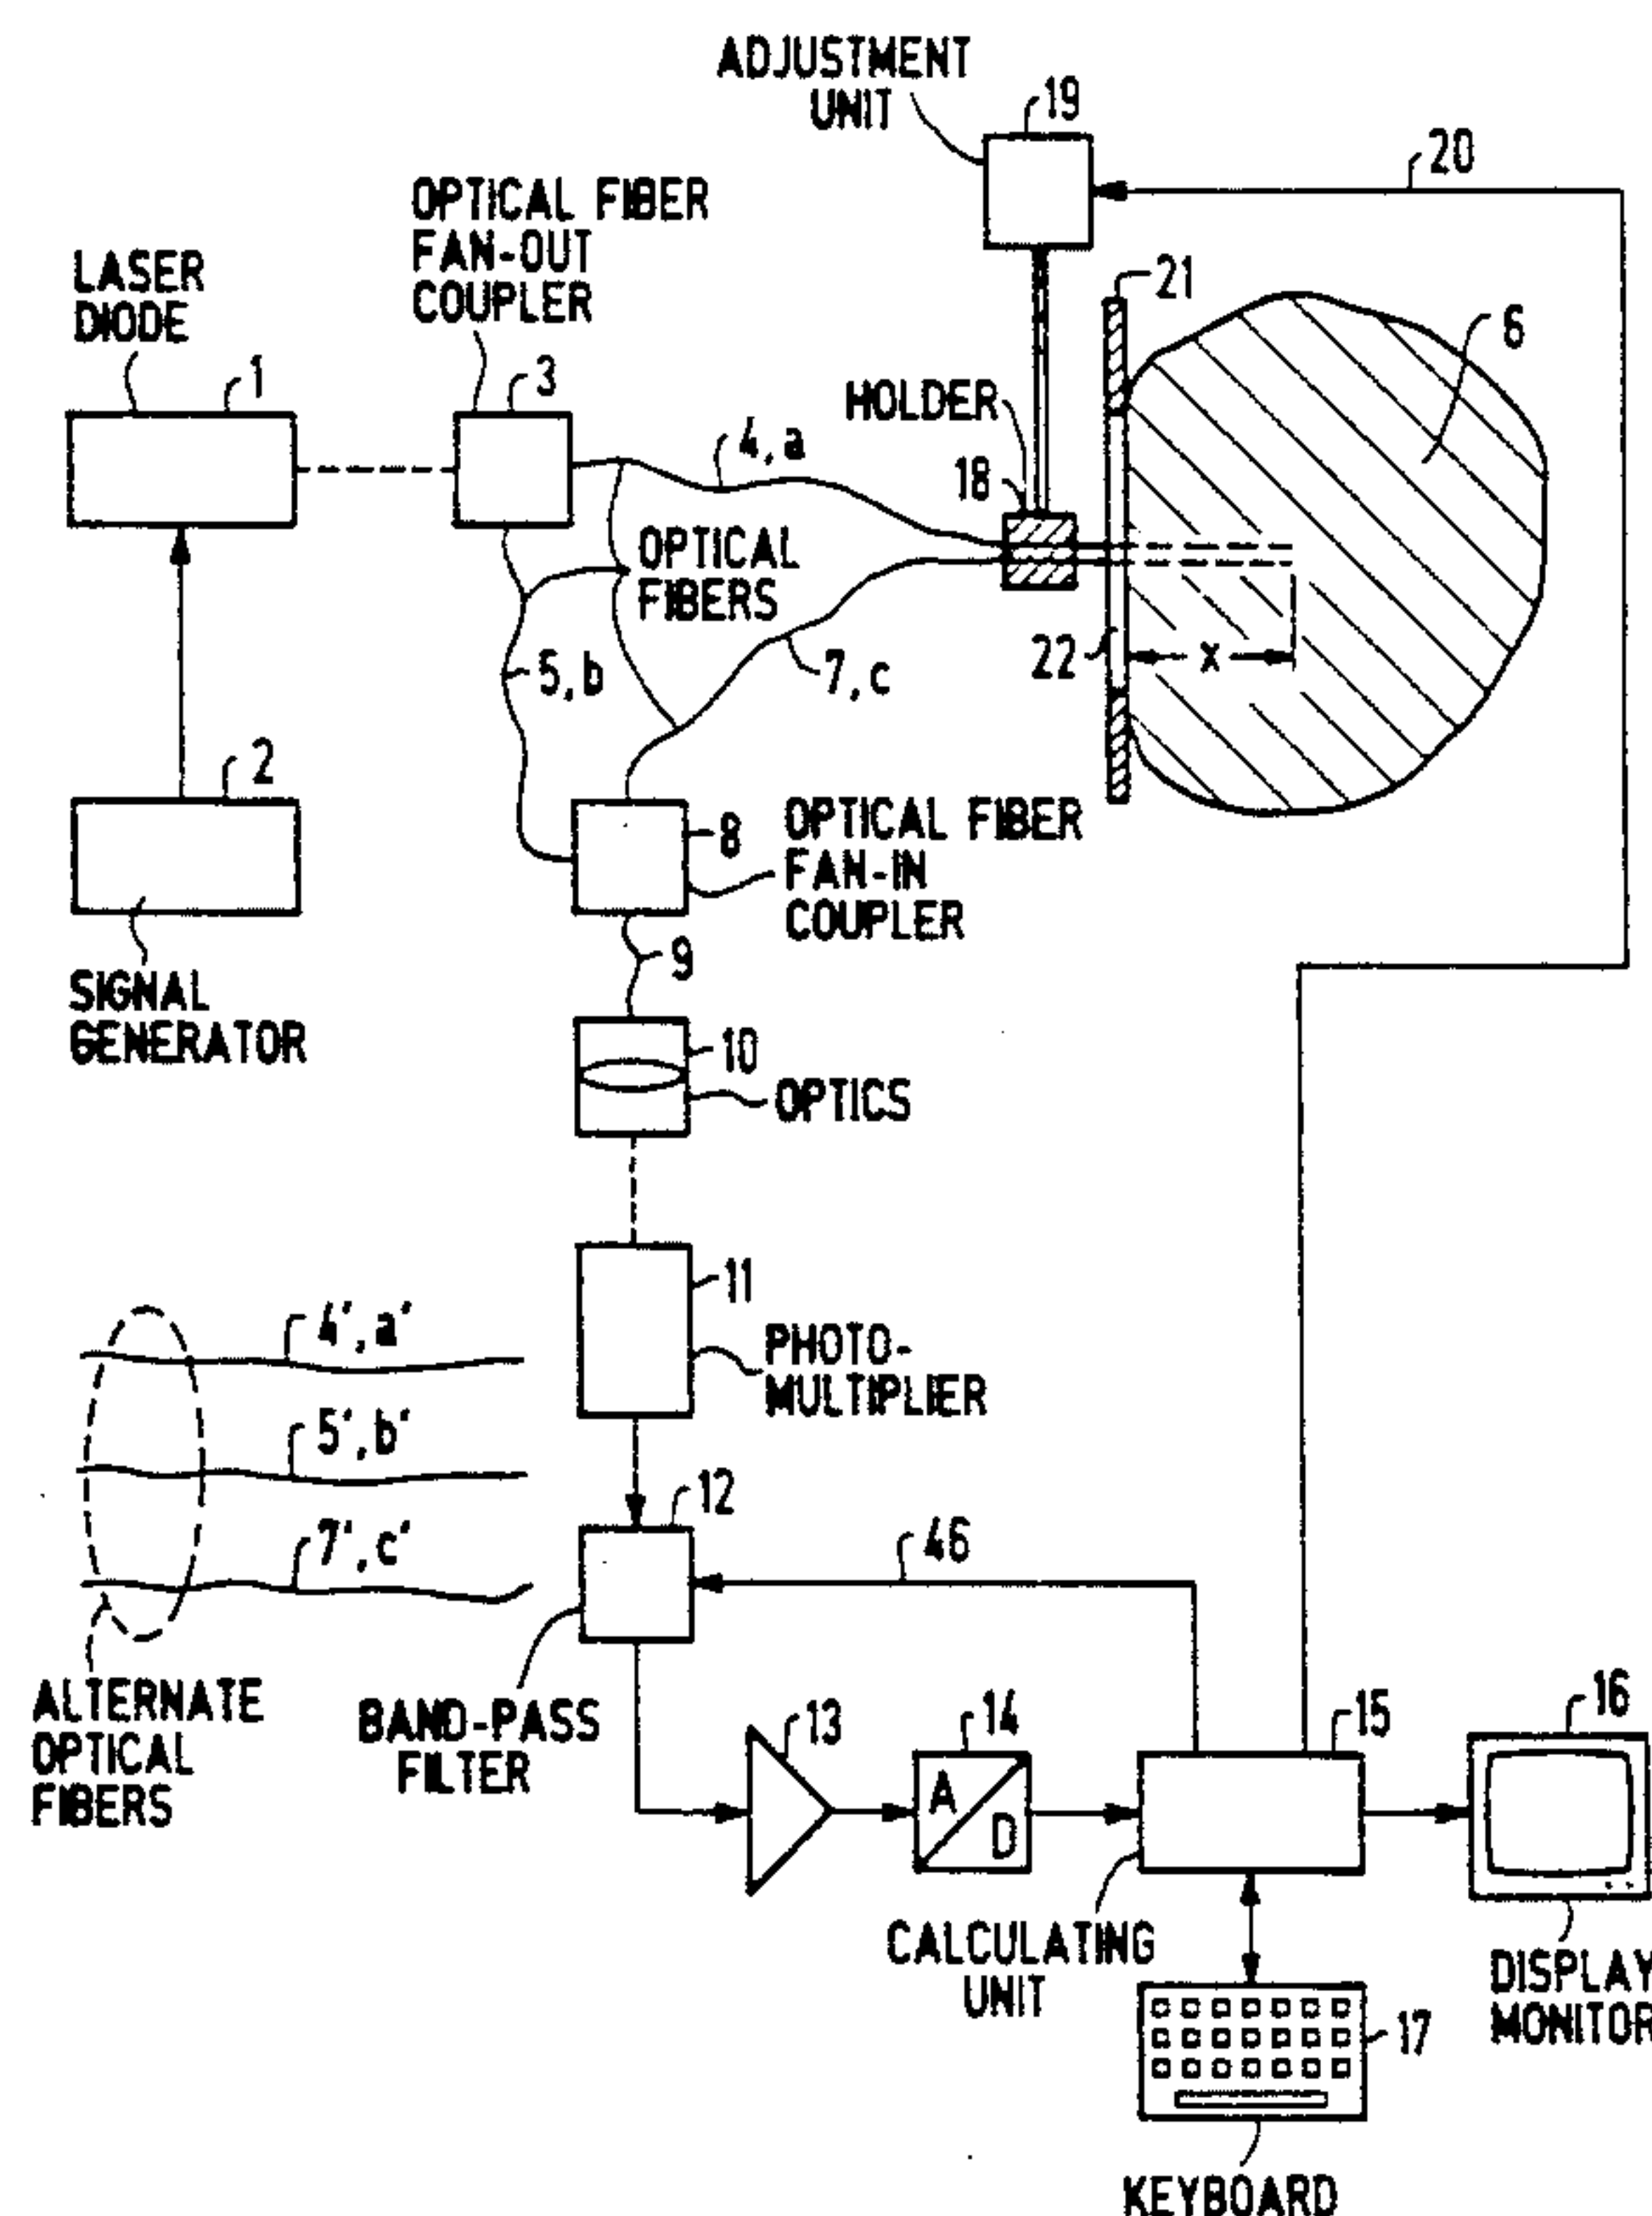 ADJUSTMENT
UNIT
19
20
OPTICAL FIBER
FAN-OUT
COUPLER
LASER
DIODE
21
6
1
3
HOLDER
4,a
18
OPTICAL
FIBERS
5,b
7,c
22
x
2
8
OPTICAL FIBER
FAN-IN
COUPLER
9
SIGNAL
GENERATOR
10
OPTICS
11
4',a'
PHOTO-
MULTIPLIER
5',b'
12
7',c'
46
ALTERNATE
OPTICAL
FIBERS
BAND-PASS
FILTER
13
14
15
16
A
D
CALCULATING
UNIT
DISPLAY
MONITOR
17
KEYBOARD